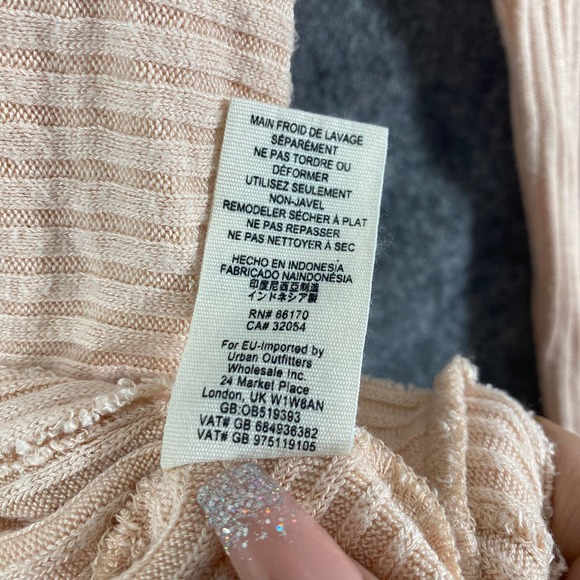 MAIN FROID DE LAVAGE
SÉPARÉMENT
NE PAS TORDRE OU
DÉFORMER
UTILISEZ SEULEMENT
NON-JAVEL
REMODELER SÉCHER À PLAT
NE PAS REPASSER
NE PAS NETTOYER À SEC
HECHO EN INDONESÍA
FABRICADO NAINDONÉSIA
印度尼西亞制造
インドネシア製
RN# 66170
CA# 32054
For EU-Imported by
Urban Outfitters
Wholesale Inc.
24 Market Place
London, UK W1W8AN
GB:OB519393
VAT# GB 684936382
VAT# GB 975119105